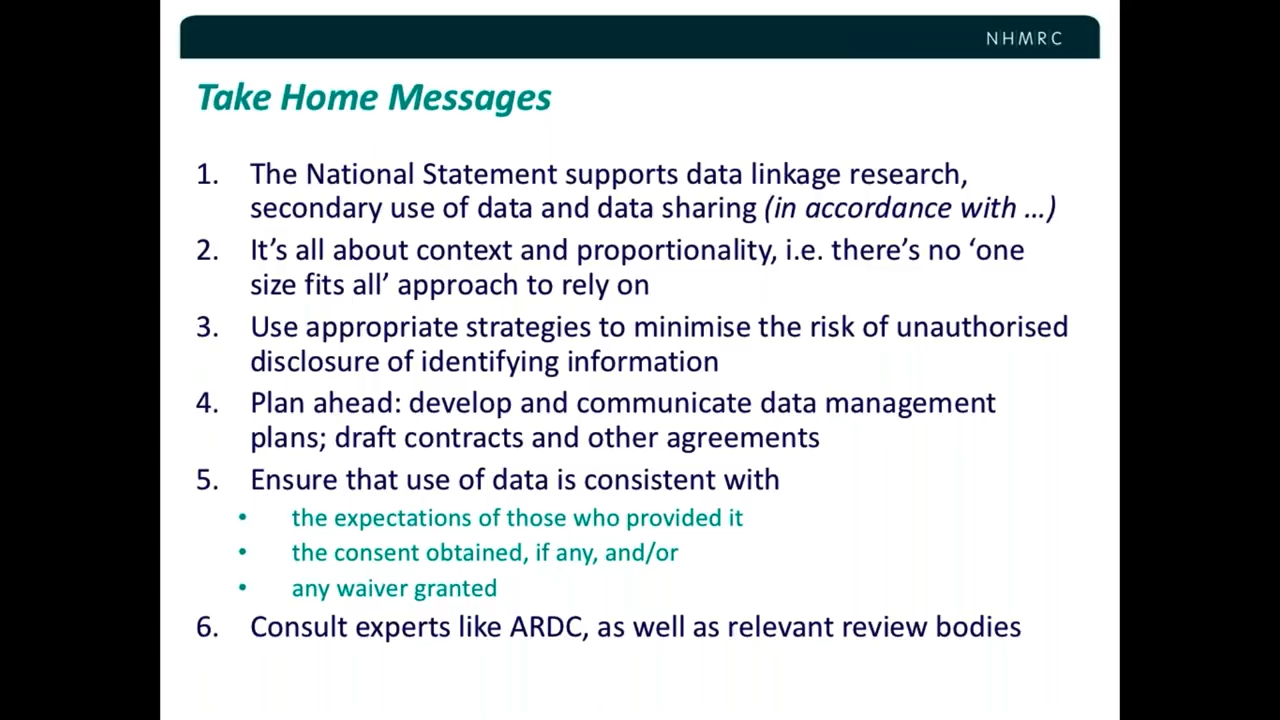 NHMRC
Take Home Messages
1. The National Statement supports data linkage research,
secondary use of data and data sharing (in accordance with …)
2. It’s all about context and proportionality, i.e. there’s no ‘one
size fits all’ approach to rely on
3. Use appropriate strategies to minimise the risk of unauthorised
disclosure of identifying information
4. Plan ahead: develop and communicate data management
plans; draft contracts and other agreements
5. Ensure that use of data is consistent with
• the expectations of those who provided it
• the consent obtained, if any, and/or
• any waiver granted
6. Consult experts like ARDC, as well as relevant review bodies